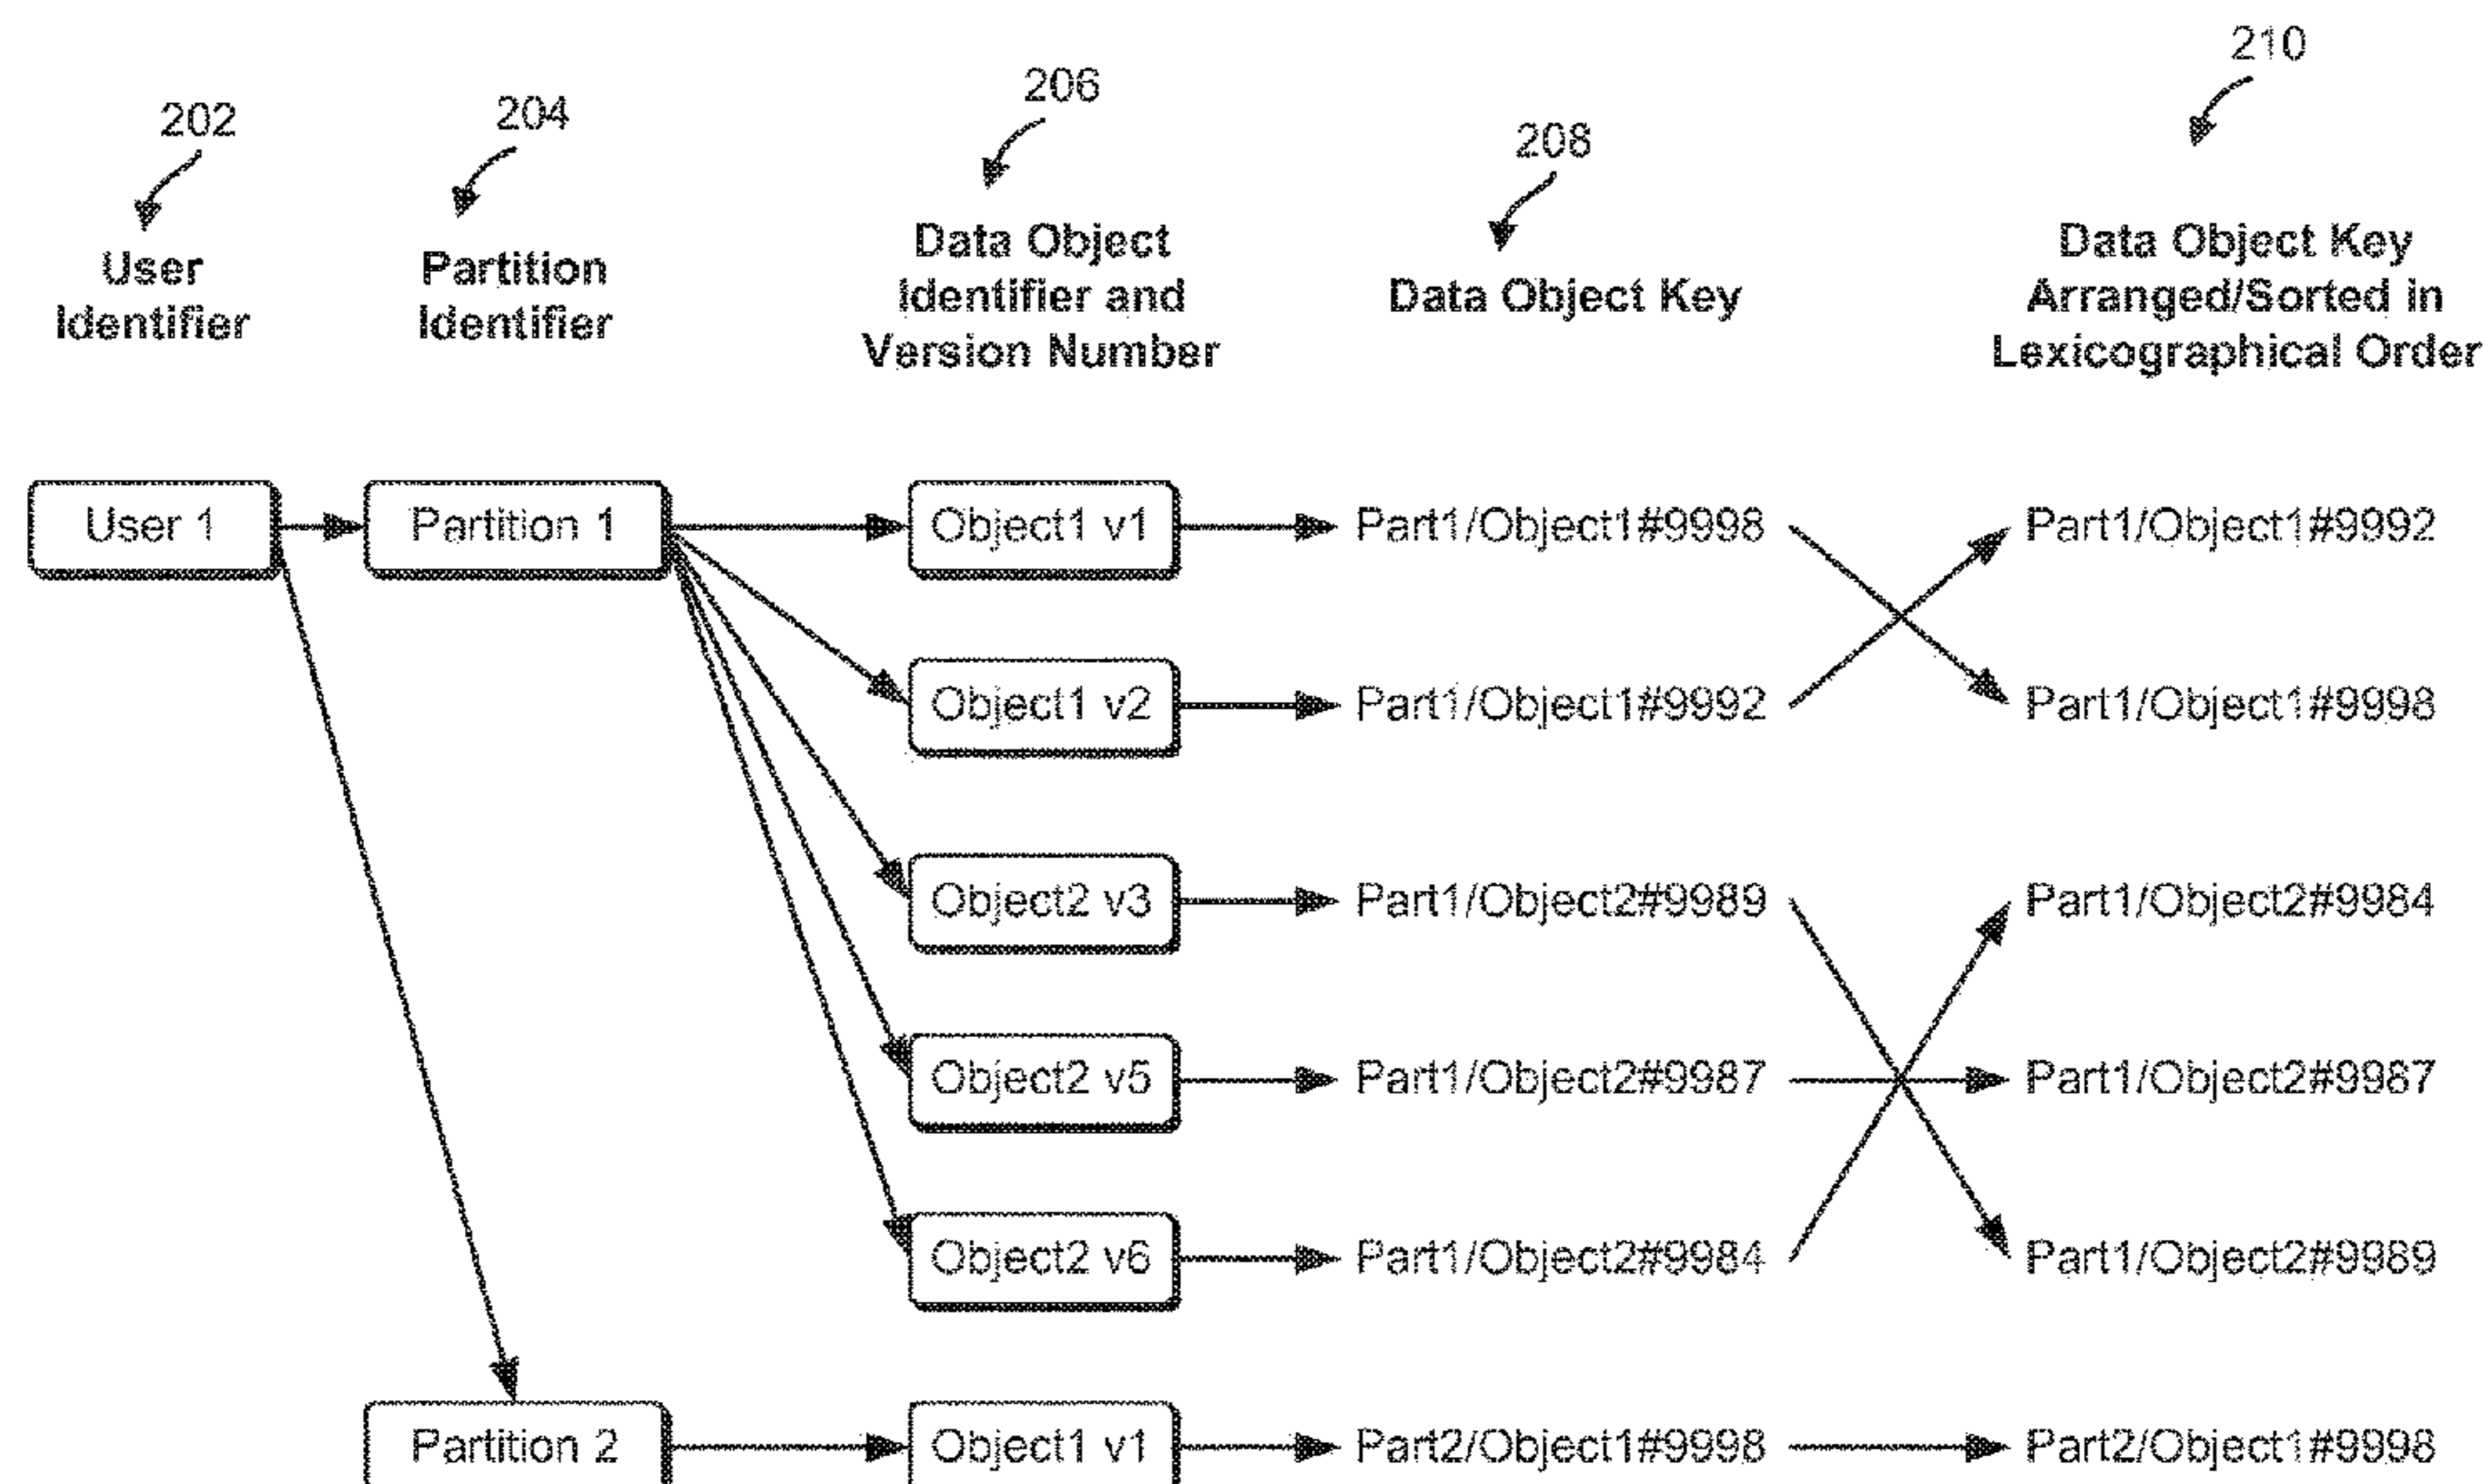 210
206
202
204
208
User
Identifier
Partition
Identifier
Data Object
Identifier and
Version Number
Data Object Key
Data Object Key
Arranged/Sorted in
Lexicographical Order
User 1
Partition 1
Object1 v1
Part1/Object1#9998
Part1/Object1#9992
Object1 v2
Part1/Object1#9992
Part1/Object1#9998
Object2 v3
Part1/Object2#9989
Part1/Object2#9984
Object2 v5
Part1/Object2#9987
Part1/Object2#9987
Object2 v6
Part1/Object2#9984
Part1/Object2#9989
Partition 2
Object1 v1
Part2/Object1#9998
Part2/Object1#9998